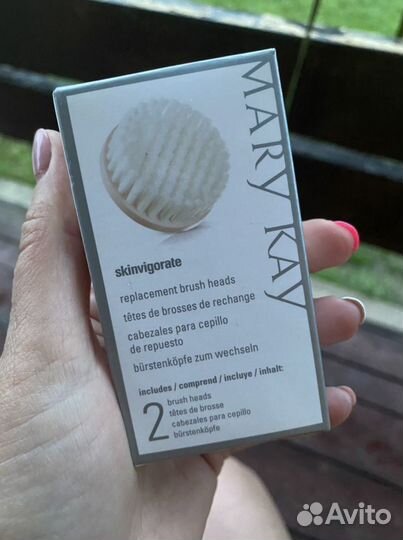 MARY KAY
skinvigorate
replacement brush heads
têtes de brosses de rechange
cabezales para cepillo
de repuesto
bürstenköpfe zum wechseln
includes / comprend / incluye / inhalt:
2
brush heads
têtes de brosse
cabezales para cepillo
bürstenköpfe
Avito